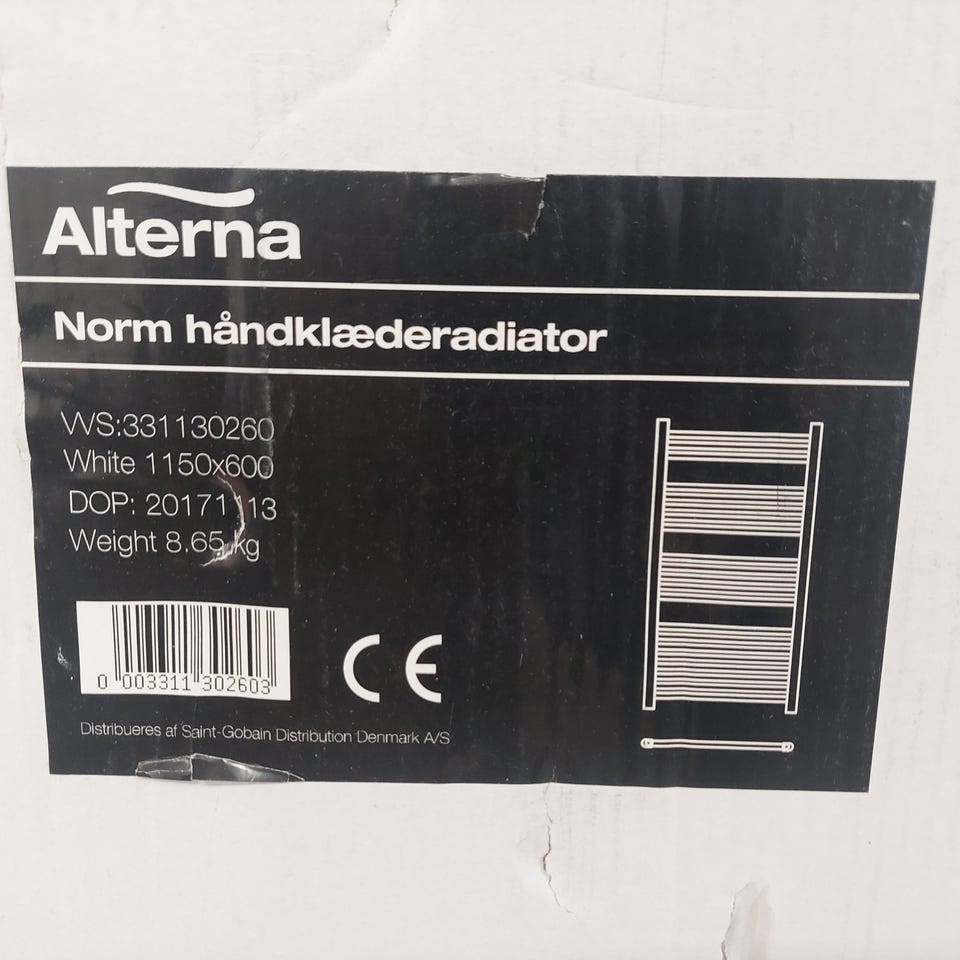 Alterna
Norm håndklæderadiator
VVS:331130260
White 1150x600
DOP: 20171113
Weight 8.65 kg
0 003311 302603
CE
Distribueres af Saint-Gobain Distribution Denmark A/S